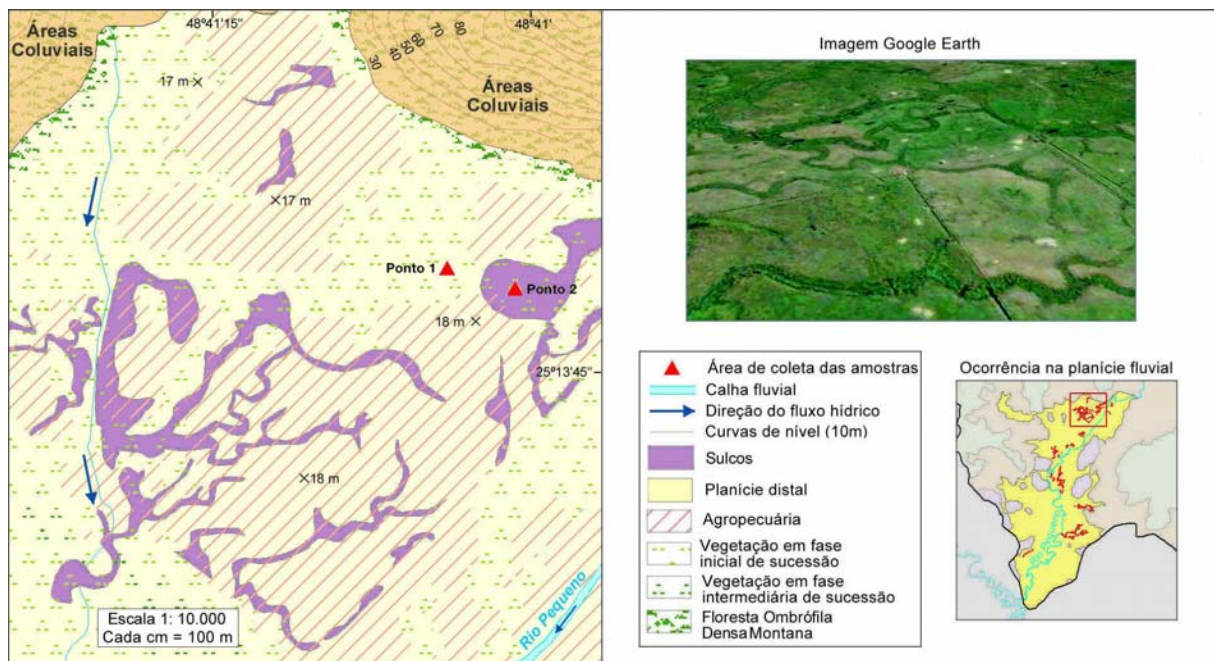 48°41'15"
48°41'
Áreas
Coluviais
30
40
50
60
70
80
17 m
Áreas
Coluviais
17 m
Ponto 1
Ponto 2
18 m
25º13'45"
18 m
Escala 1: 10.000
Cada cm = 100 m
Rio Pequeno
Imagem Google Earth
Área de coleta das amostras
Calha fluvial
Direção do fluxo hídrico
Curvas de nível (10m)
Sulcos
Planície distal
Agropecuária
Vegetação em fase
inicial de sucessão
Vegetação em fase
intermediária de sucessão
Floresta Ombrófila
Densa Montana
Ocorrência na planície fluvial